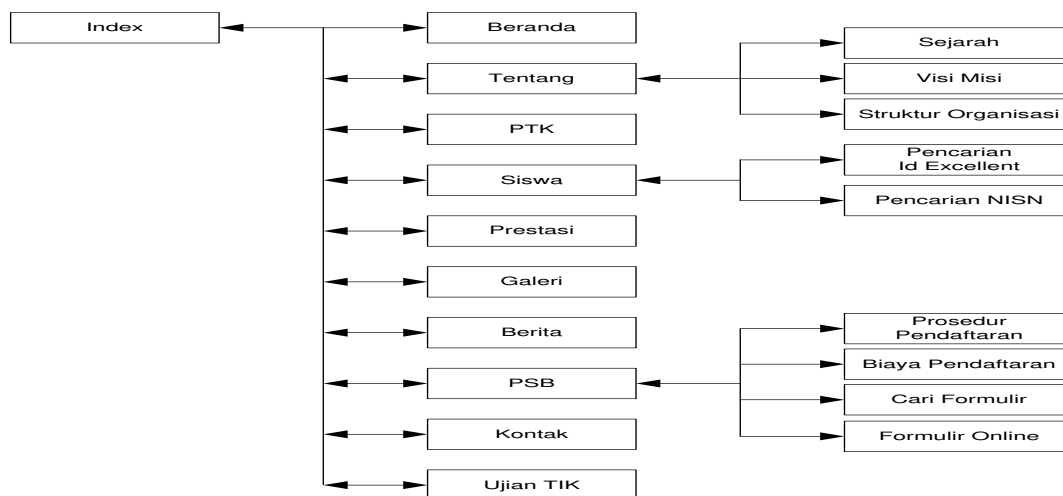 Index
Beranda
Tentang
PTK
Siswa
Prestasi
Galeri
Berita
PSB
Kontak
Ujian TIK
Sejarah
Visi Misi
Struktur Organisasi
Pencarian
Id Excellent
Pencarian NISN
Prosedur
Pendaftaran
Biaya Pendaftaran
Cari Formulir
Formulir Online